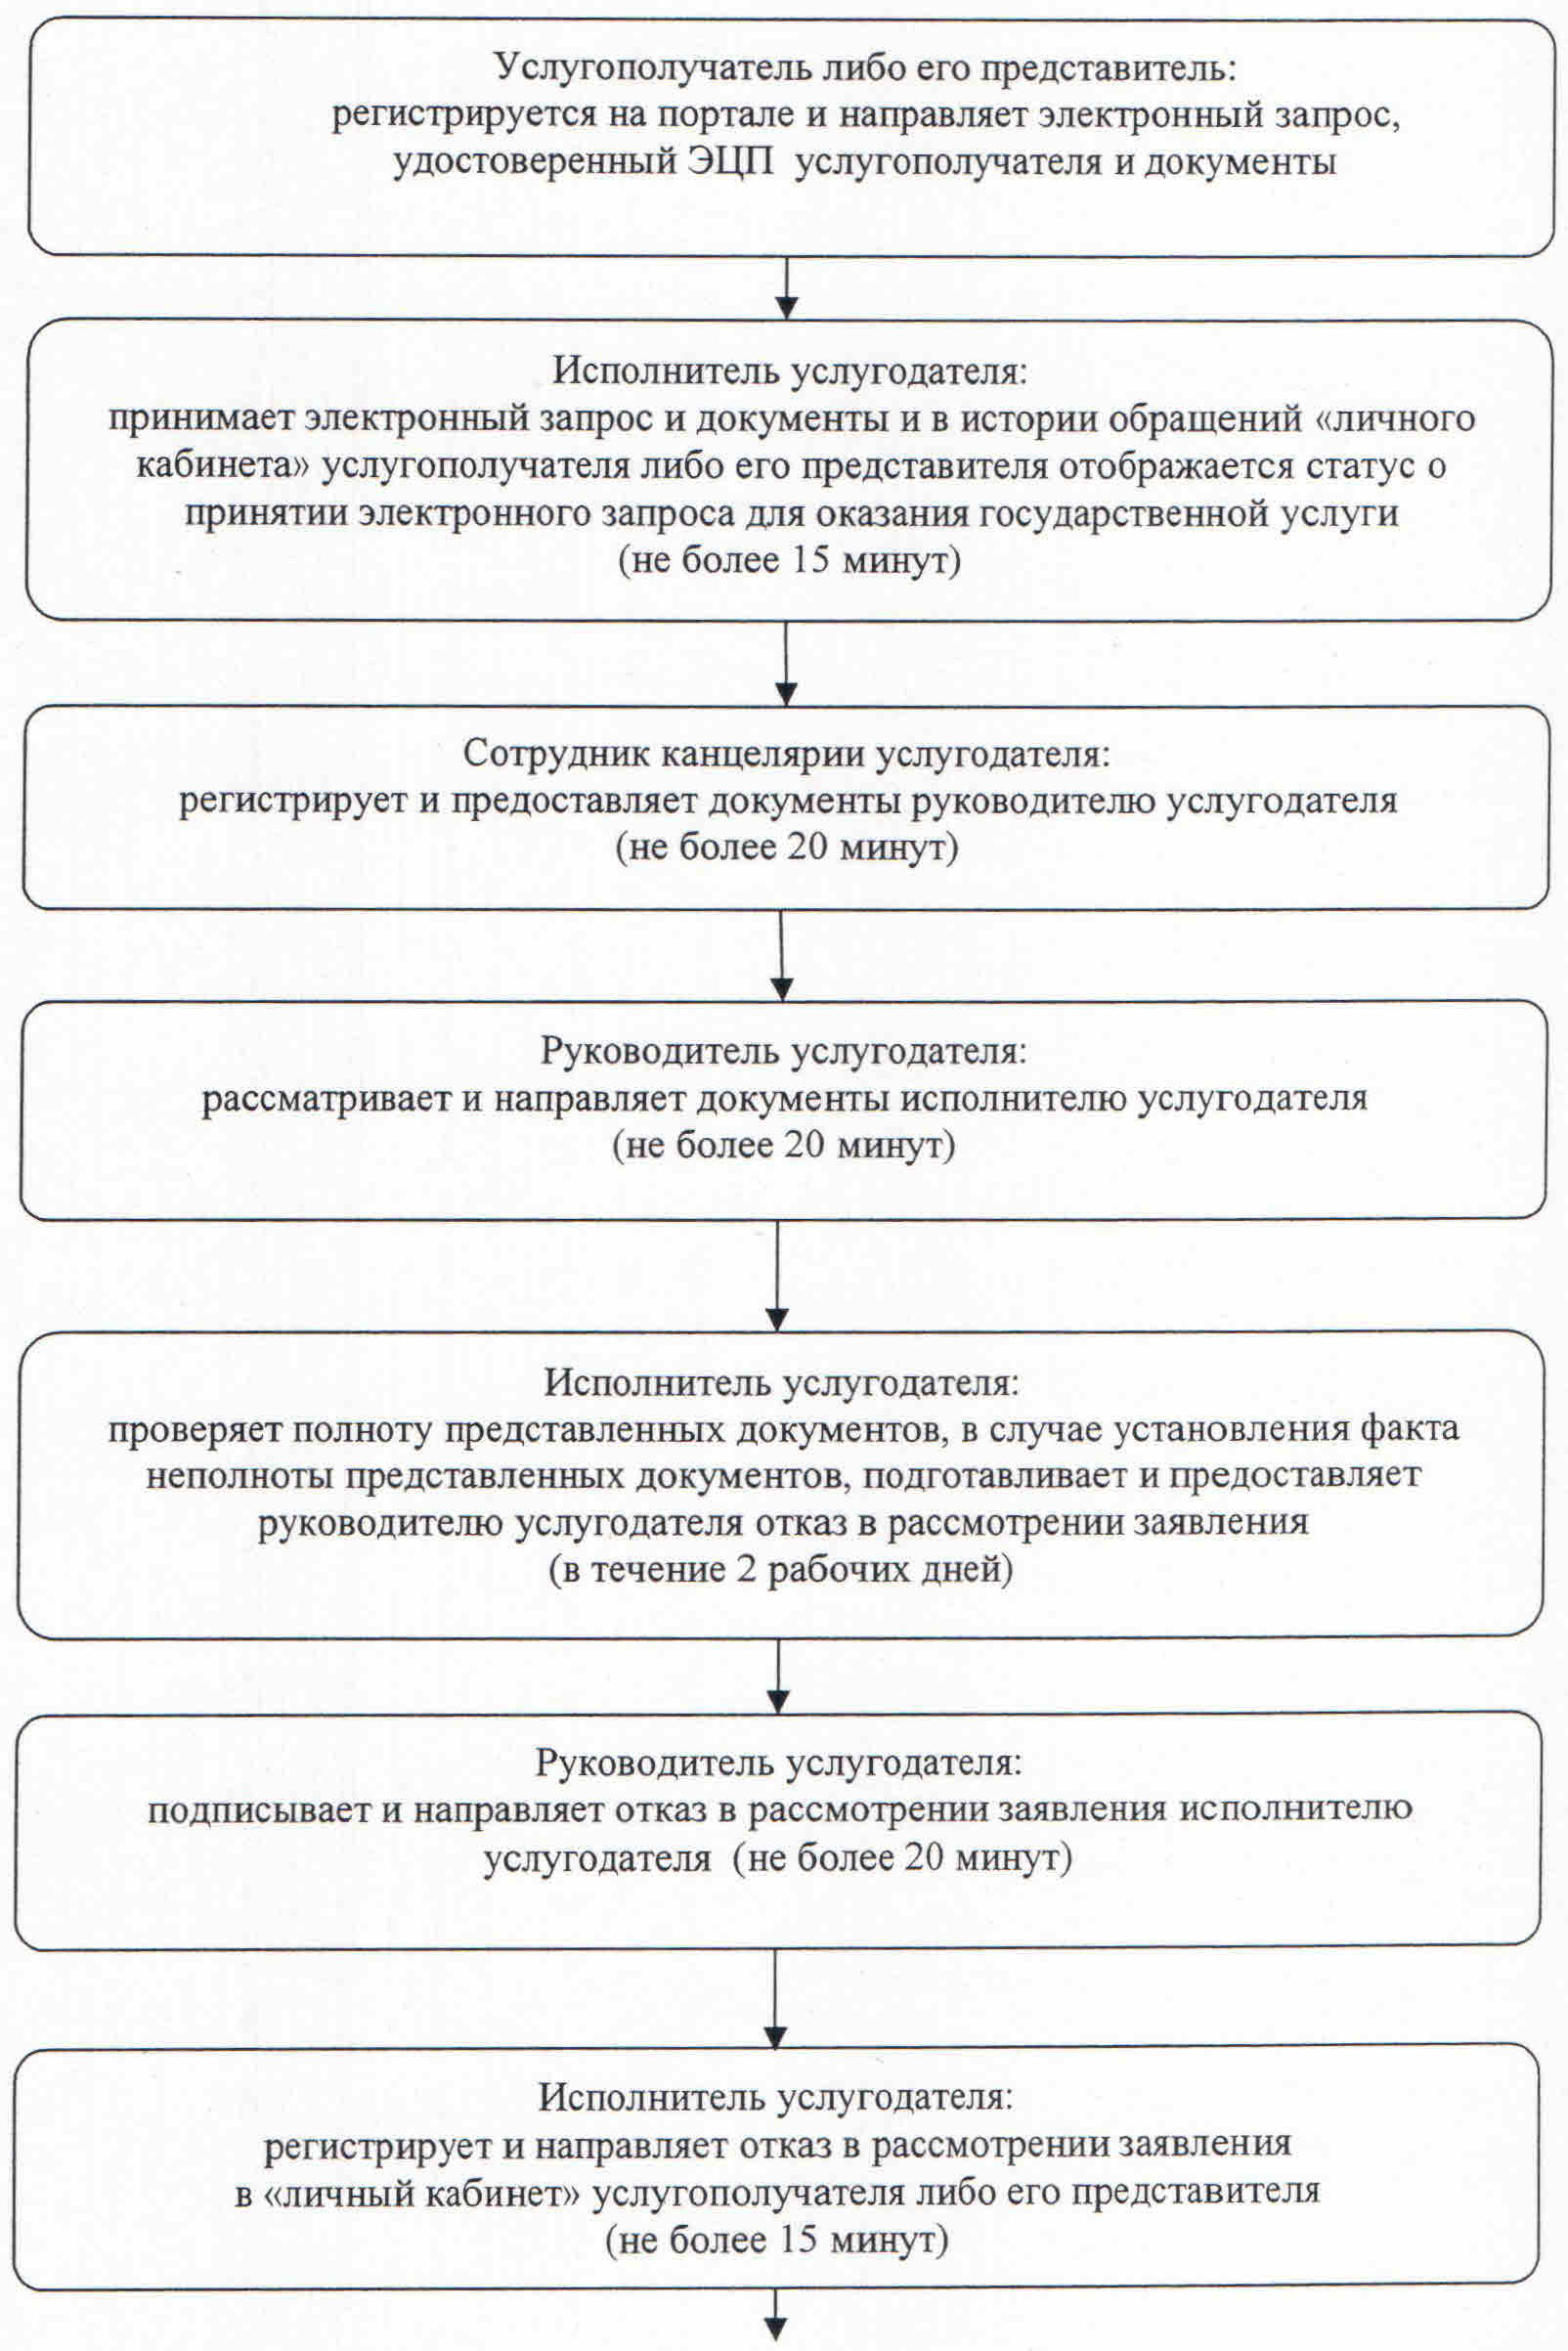 Услугополучатель либо его представитель:
регистрируется на портале и направляет электронный запрос,
удостоверенный ЭЦП услугополучателя и документы
Исполнитель услугодателя:
принимает электронный запрос и документы и в истории обращений «личного
кабинета» услугополучателя либо его представителя отображается статус о
принятии электронного запроса для оказания государственной услуги
(не более 15 минут)
Сотрудник канцелярии услугодателя:
регистрирует и предоставляет документы руководителю услугодателя
(не более 20 минут)
Руководитель услугодателя:
рассматривает и направляет документы исполнителю услугодателя
(не более 20 минут)
Исполнитель услугодателя:
проверяет полноту представленных документов, в случае установления факта
неполноты представленных документов, подготавливает и предоставляет
руководителю услугодателя отказ в рассмотрении заявления
(в течение 2 рабочих дней)
Руководитель услугодателя:
подписывает и направляет отказ в рассмотрении заявления исполнителю
услугодателя (не более 20 минут)
Исполнитель услугодателя:
регистрирует и направляет отказ в рассмотрении заявления
в «личный кабинет» услугополучателя либо его представителя
(не более 15 минут)